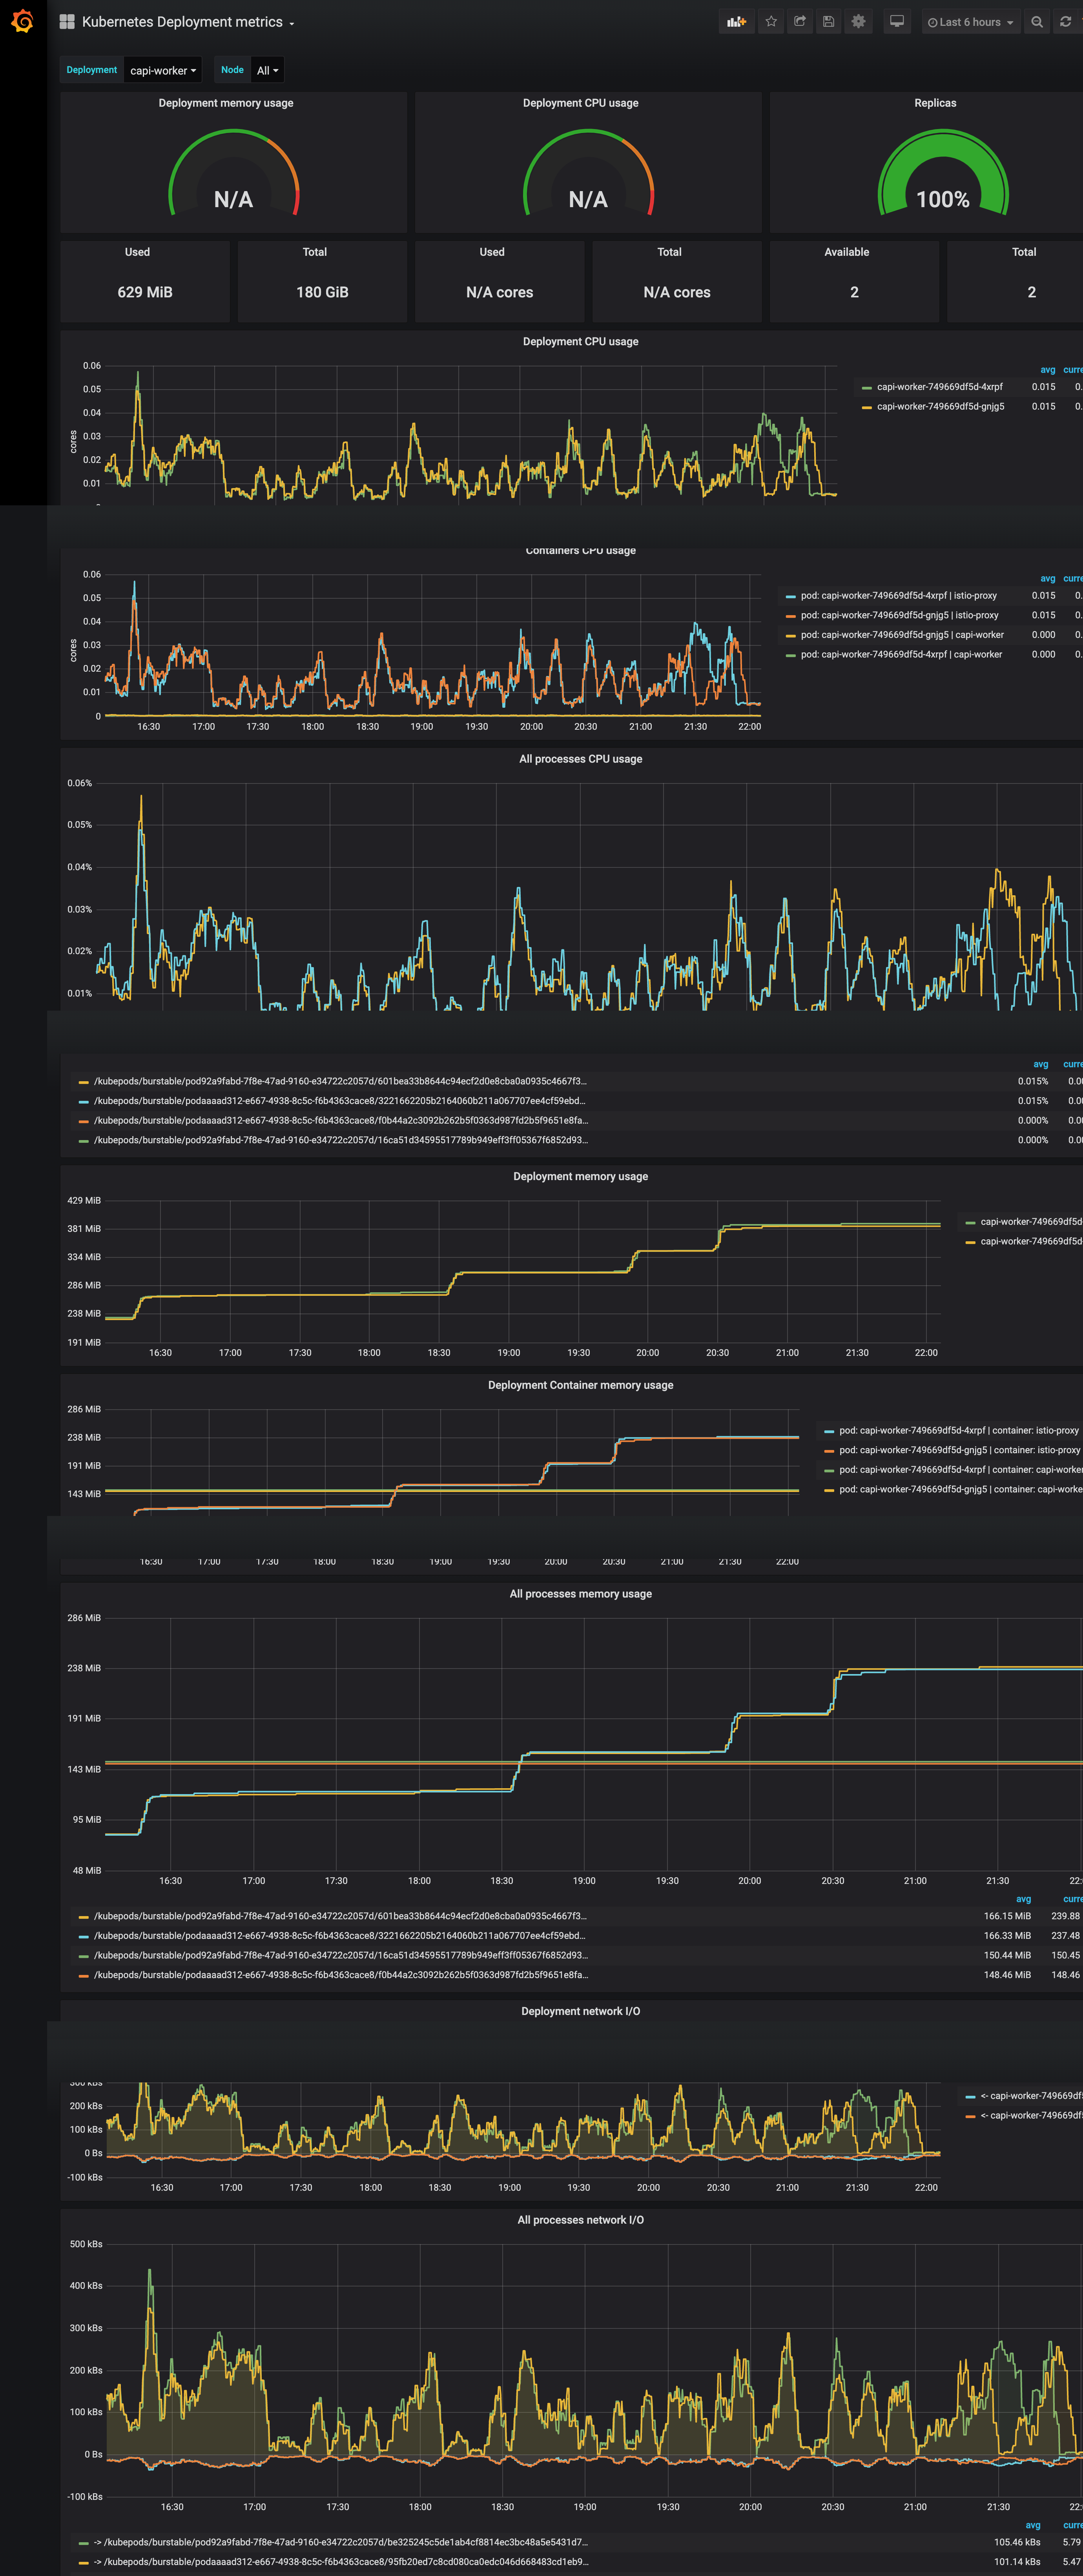 Kubernetes Deployment metrics
Last 6 hours
Deployment capi-worker Node All
Deployment memory usage Deployment CPU usage Replicas
N/A N/A 100%
Used Total Used Total Available Total
629 MiB 180 GiB N/A cores N/A cores 2 2
Deployment CPU usage
cores
0.06
0.05
0.04
0.03
0.02
0.01
avg curre
capi-worker-749669df5d-4xrpf 0.015 0.
capi-worker-749669df5d-gnjg5 0.015 0.
Containers CPU usage
cores
0.06
0.05
0.04
0.03
0.02
0.01
0
16:30 17:00 17:30 18:00 18:30 19:00 19:30 20:00 20:30 21:00 21:30 22:00
avg curre
pod: capi-worker-749669df5d-4xrpf | istio-proxy 0.015 0.
pod: capi-worker-749669df5d-gnjg5 | istio-proxy 0.015 0.
pod: capi-worker-749669df5d-gnjg5 | capi-worker 0.000 0.
pod: capi-worker-749669df5d-4xrpf | capi-worker 0.000 0.
All processes CPU usage
0.06%
0.05%
0.04%
0.03%
0.02%
0.01%
avg curre
/kubepods/burstable/pod92a9fabd-7f8e-47ad-9160-e34722c2057d/601bea33b8644c94ecf2d0e8cba0a0935c4667f3... 0.015% 0.00
/kubepods/burstable/podaaaad312-e667-4938-8c5c-f6b4363cace8/3221662205b2164060b211a067707ee4cf59ebd... 0.015% 0.00
/kubepods/burstable/podaaaad312-e667-4938-8c5c-f6b4363cace8/f0b44a2c3092b262b5f0363d987fd2b5f9651e8fa... 0.000% 0.00
/kubepods/burstable/pod92a9fabd-7f8e-47ad-9160-e34722c2057d/16ca51d34595517789b949eff3ff05367f6852d93... 0.000% 0.00
Deployment memory usage
429 MiB
381 MiB
334 MiB
286 MiB
238 MiB
191 MiB
16:30 17:00 17:30 18:00 18:30 19:00 19:30 20:00 20:30 21:00 21:30 22:00
capi-worker-749669df5d
capi-worker-749669df5d
Deployment Container memory usage
286 MiB
238 MiB
191 MiB
143 MiB
16:30 17:00 17:30 18:00 18:30 19:00 19:30 20:00 20:30 21:00 21:30 22:00
pod: capi-worker-749669df5d-4xrpf | container: istio-proxy
pod: capi-worker-749669df5d-gnjg5 | container: istio-proxy
pod: capi-worker-749669df5d-4xrpf | container: capi-worker
pod: capi-worker-749669df5d-gnjg5 | container: capi-worke
All processes memory usage
286 MiB
238 MiB
191 MiB
143 MiB
95 MiB
48 MiB
16:30 17:00 17:30 18:00 18:30 19:00 19:30 20:00 20:30 21:00 21:30 22:
avg curre
/kubepods/burstable/pod92a9fabd-7f8e-47ad-9160-e34722c2057d/601bea33b8644c94ecf2d0e8cba0a0935c4667f3... 166.15 MiB 239.88
/kubepods/burstable/podaaaad312-e667-4938-8c5c-f6b4363cace8/3221662205b2164060b211a067707ee4cf59ebd... 166.33 MiB 237.48
/kubepods/burstable/pod92a9fabd-7f8e-47ad-9160-e34722c2057d/16ca51d34595517789b949eff3ff05367f6852d93... 150.44 MiB 150.45
/kubepods/burstable/podaaaad312-e667-4938-8c5c-f6b4363cace8/f0b44a2c3092b262b5f0363d987fd2b5f9651e8fa... 148.46 MiB 148.46
Deployment network I/O
300 kBs
200 kBs
100 kBs
0 Bs
-100 kBs
16:30 17:00 17:30 18:00 18:30 19:00 19:30 20:00 20:30 21:00 21:30 22:00
<- capi-worker-749669df5
<- capi-worker-749669df5
All processes network I/O
500 kBs
400 kBs
300 kBs
200 kBs
100 kBs
0 Bs
-100 kBs
16:30 17:00 17:30 18:00 18:30 19:00 19:30 20:00 20:30 21:00 21:30 22:
avg curre
-> /kubepods/burstable/pod92a9fabd-7f8e-47ad-9160-e34722c2057d/be325245c5de1ab4cf8814ec3bc48a5e5431d7... 105.46 kBs 5.79
-> /kubepods/burstable/podaaaad312-e667-4938-8c5c-f6b4363cace8/95fb20ed7c8cd080ca0edc046d668483cd1eb9... 101.14 kBs 5.47